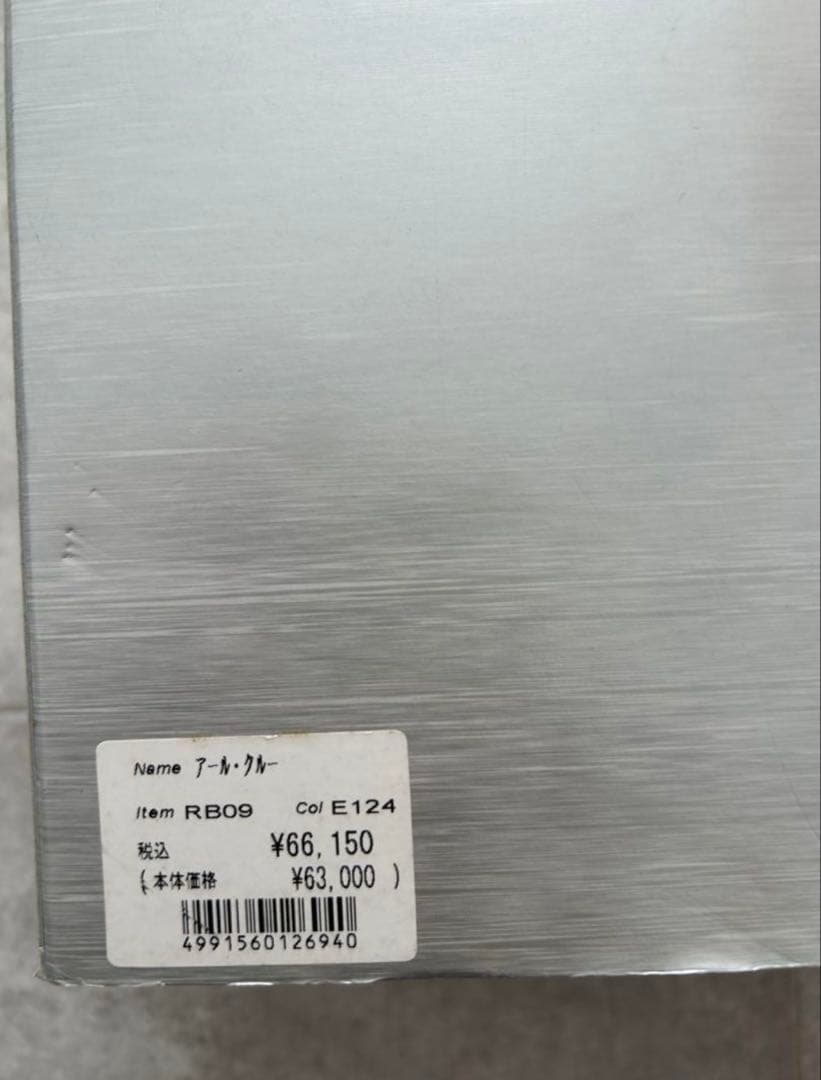 Name アール・クルー
Item RB09 Col E124
税込 ¥66,150
(本体価格 ¥63,000 )
4991560126940